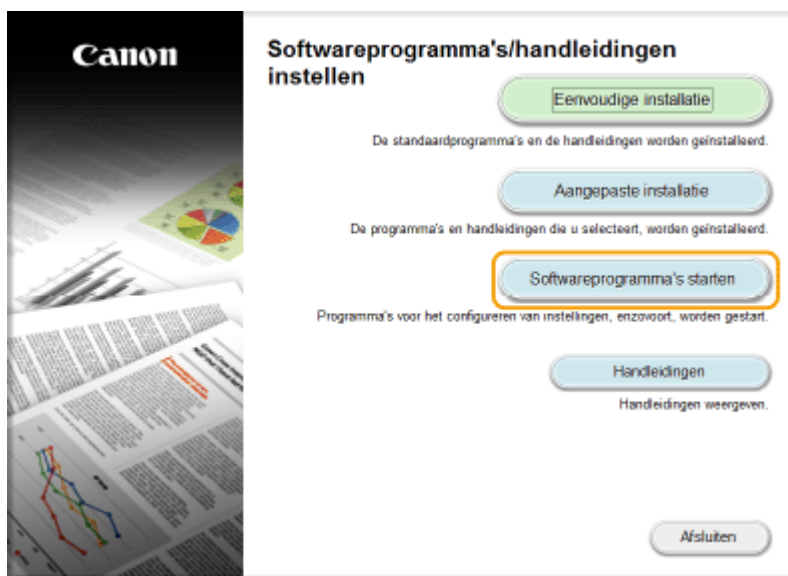 Canon
Softwareprogramma's/handleidingen
instellen
Eenvoudige installatie
De standaardprogramma's en de handleidingen worden geïnstalleerd.
Aangepaste installatie
De programma's en handleidingen die u selecteert, worden geïnstalleerd.
Softwareprogramma's starten
Programma's voor het configureren van instellingen, enzovoort, worden gestart.
Handleidingen
Handleidingen weergeven.
Afsluiten